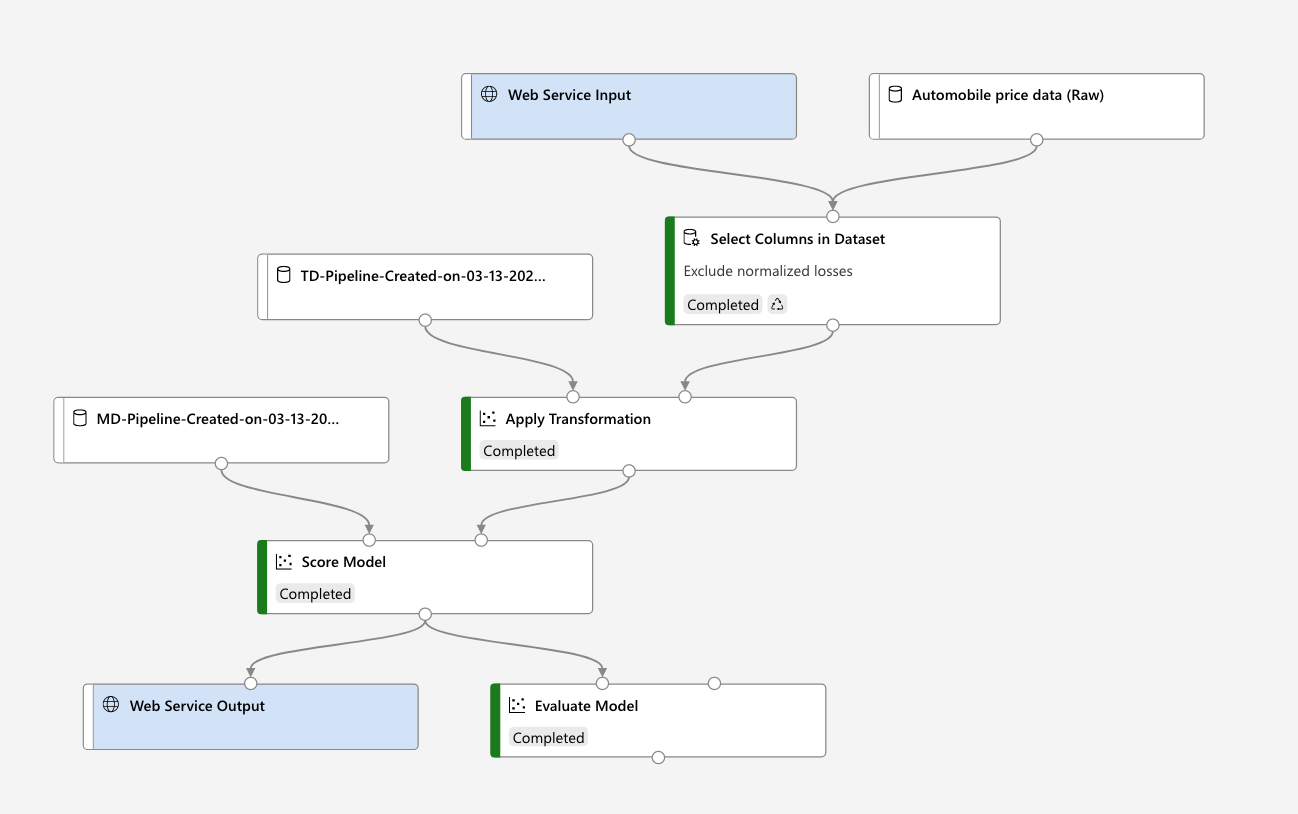 Web Service Input
Automobile price data (Raw)
Select Columns in Dataset
Exclude normalized losses
Completed
TD-Pipeline-Created-on-03-13-202...
Apply Transformation
Completed
MD-Pipeline-Created-on-03-13-20...
Score Model
Completed
Web Service Output
Evaluate Model
Completed